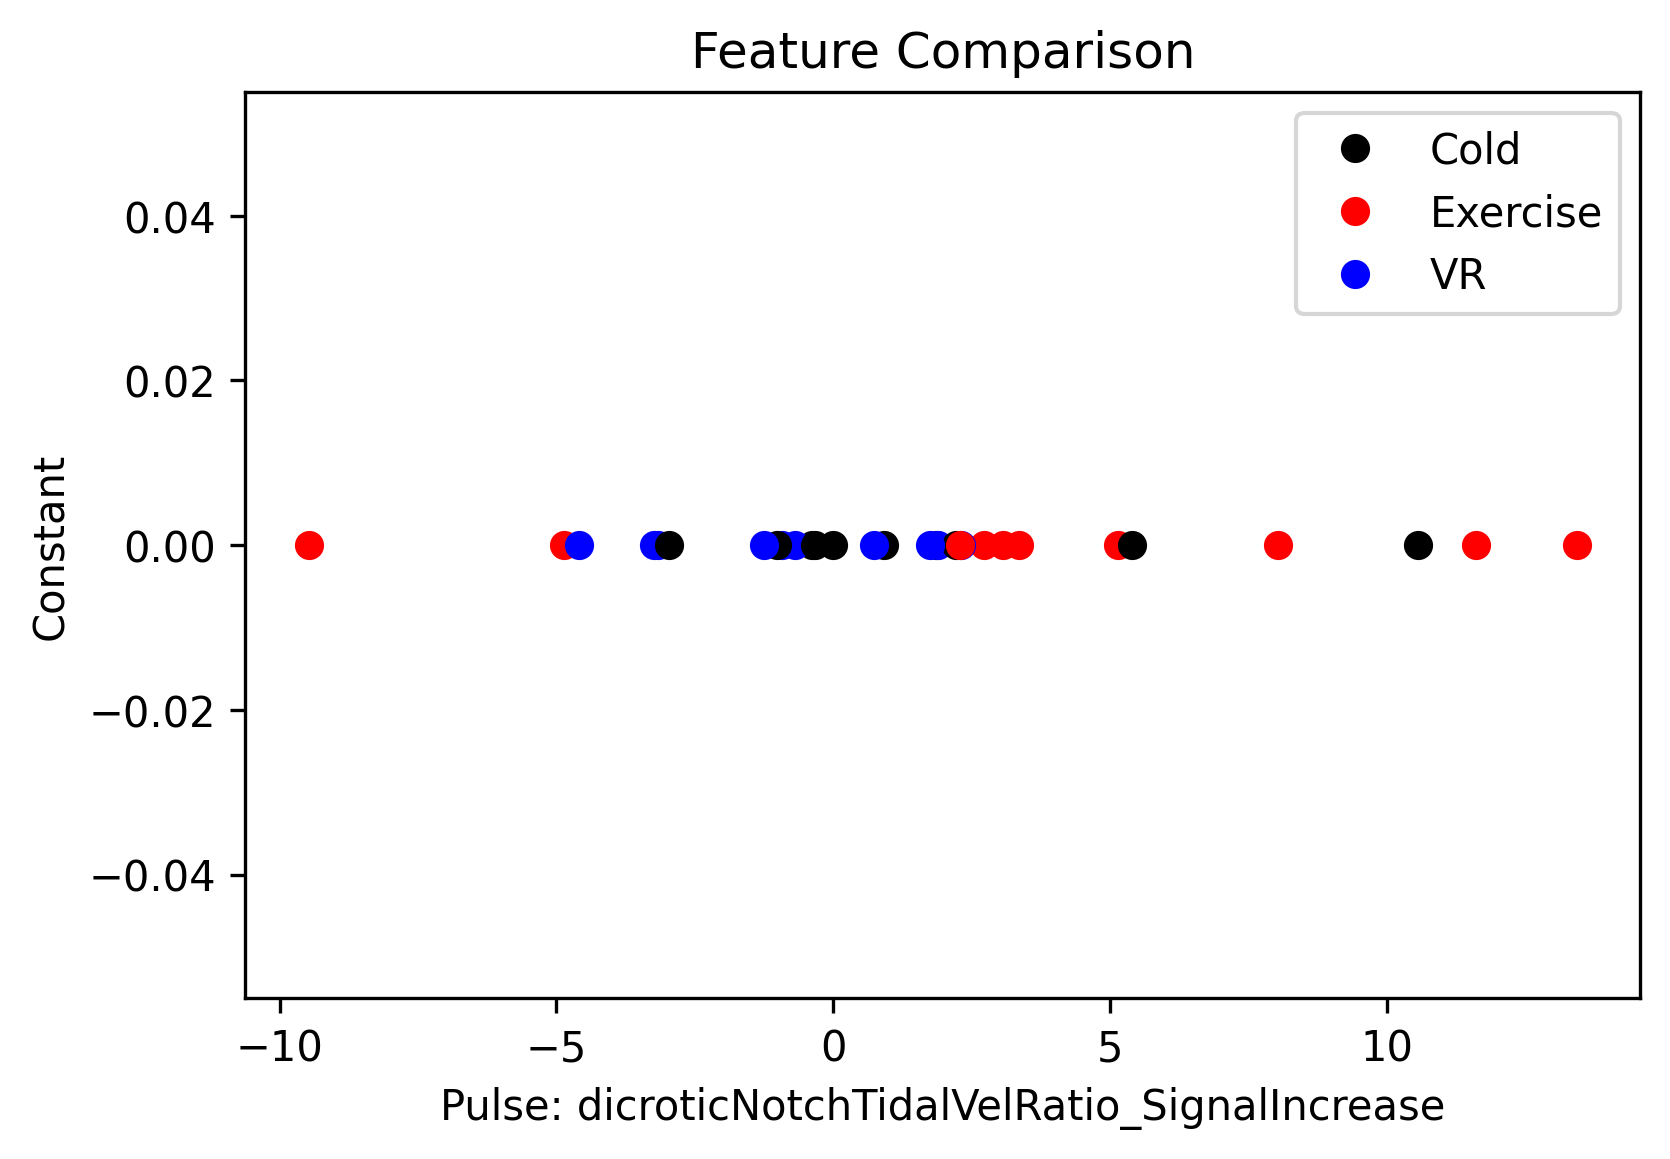 Feature Comparison
Cold
Exercise
VR
0.04
0.02
0.00
−0.02
−0.04
Constant
−10
−5
0
5
10
Pulse: dicroticNotchTidalVelRatio_SignalIncrease